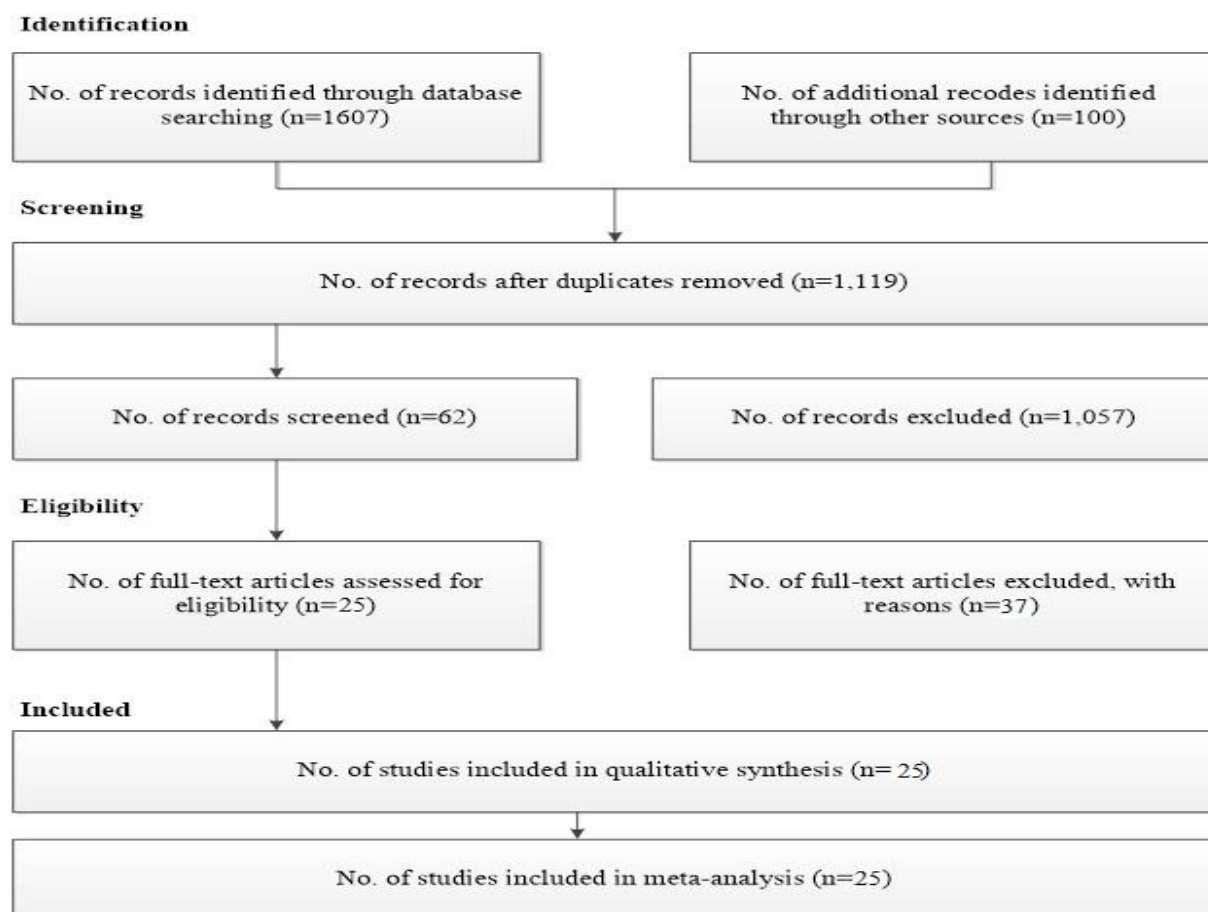 Identification
No. of records identified through database
searching (n=1607)
No. of additional recodes identified
through other sources (n=100)
Screening
No. of records after duplicates removed (n=1,119)
No. of records screened (n=62)
No. of records excluded (n=1,057)
Eligibility
No. of full-text articles assessed for
eligibility (n=25)
No. of full-text articles excluded, with
reasons (n=37)
Included
No. of studies included in qualitative synthesis (n= 25)
No. of studies included in meta-analysis (n=25)